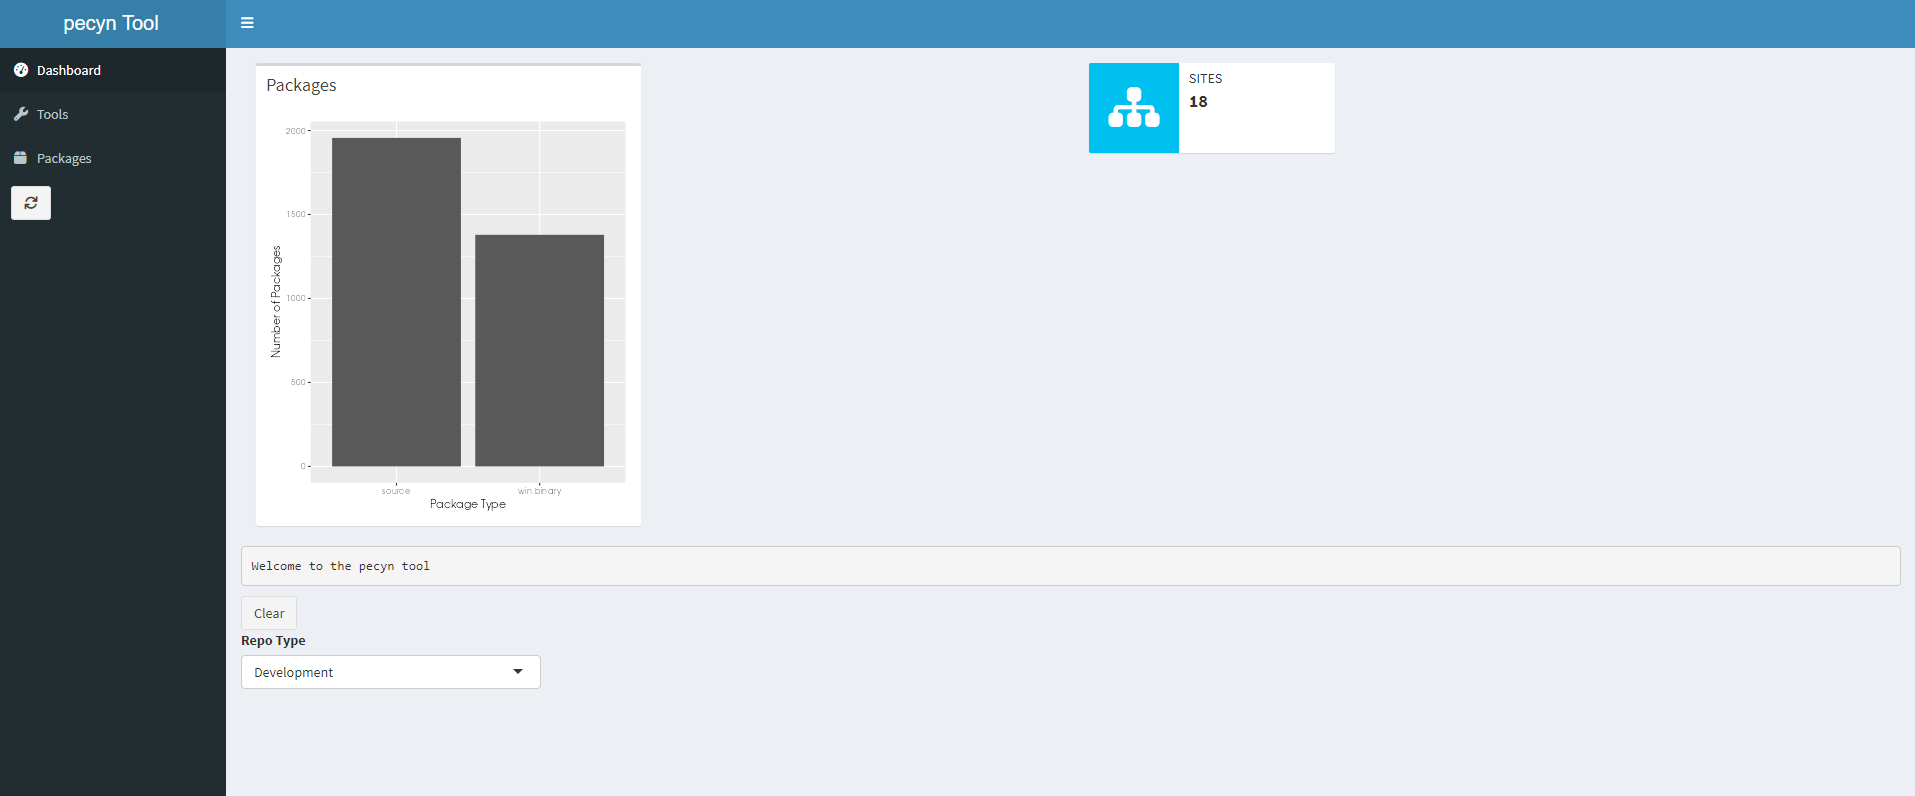 pecyn Tool
Dashboard
Tools
Packages
Packages
2000
1500
1000
500
0
Number of Packages
source
win.binary
Package Type
SITES
18
Welcome to the pecyn tool
Clear
Repo Type
Development